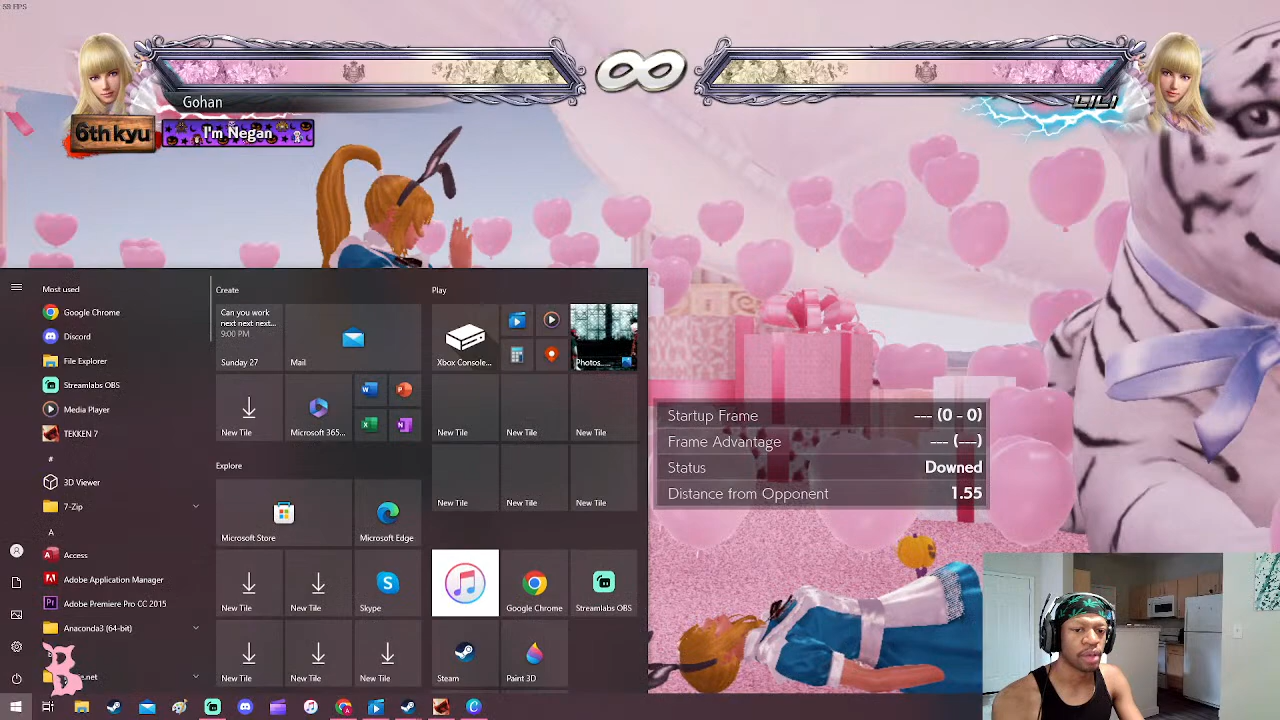 58 FPS
Gohan
LILI
6th kyu
I'm Negan
Most used
Google Chrome
Discord
File Explorer
Streamlabs OBS
Media Player
TEKKEN 7
#
3D Viewer
7-Zip
A
Access
Adobe Application Manager
Adobe Premiere Pro CC 2015
Anaconda3 (64-bit)
.net
Create
Can you work
next next next...
9:00 PM
Sunday 27
Mail
New Tile
Microsoft 365...
Explore
Microsoft Store
Microsoft Edge
New Tile
New Tile
Skype
New Tile
New Tile
New Tile
Play
Xbox Console...
Photos...
New Tile
New Tile
New Tile
New Tile
New Tile
New Tile
Google Chrome
Streamlabs OBS
Steam
Paint 3D
Startup Frame --- (0 - 0)
Frame Advantage --- (---)
Status Downed
Distance from Opponent 1.55